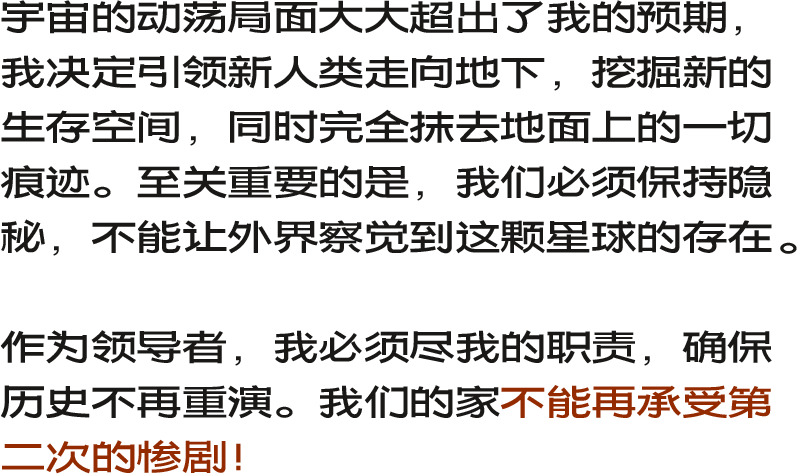 宇宙的动荡局面大大超出了我的预期，
我决定引领新人类走向地下，挖掘新的
生存空间，同时完全抹去地面上的一切
痕迹。至关重要的是，我们必须保持隐
秘，不能让外界察觉到这颗星球的存在。
作为领导者，我必须尽我的职责，确保
历史不再重演。我们的家不能再承受第
二次的惨剧！